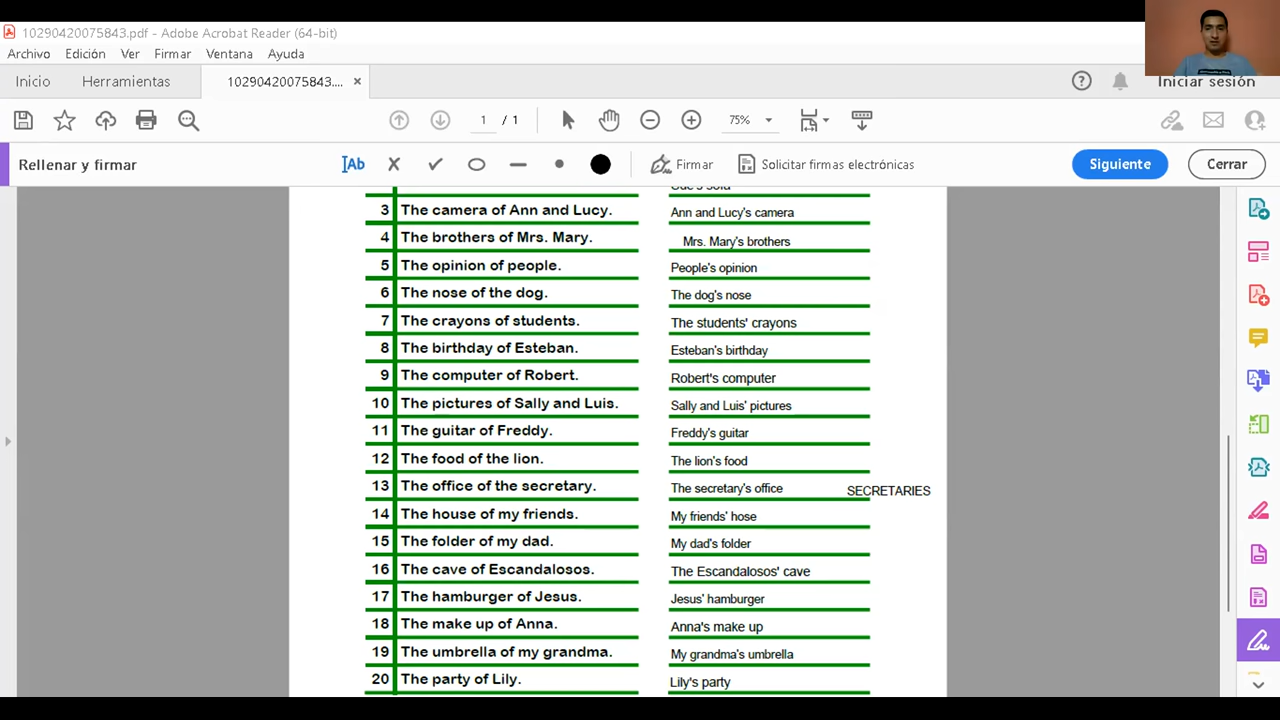 10290420075843.pdf - Adobe Acrobat Reader (64-bit)
Archivo Edición Ver Firmar Ventana Ayuda
Inicio Herramientas 10290420075843.... × Iniciar sesión
1 / 1 75%
Rellenar y firmar Ab Firmar Solicitar firmas electrónicas Siguiente Cerrar
Sue's sofa
3 The camera of Ann and Lucy. Ann and Lucy's camera
4 The brothers of Mrs. Mary. Mrs. Mary's brothers
5 The opinion of people. People's opinion
6 The nose of the dog. The dog's nose
7 The crayons of students. The students' crayons
8 The birthday of Esteban. Esteban's birthday
9 The computer of Robert. Robert's computer
10 The pictures of Sally and Luis. Sally and Luis' pictures
11 The guitar of Freddy. Freddy's guitar
12 The food of the lion. The lion's food
13 The office of the secretary. The secretary's office SECRETARIES
14 The house of my friends. My friends' hose
15 The folder of my dad. My dad's folder
16 The cave of Escandalosos. The Escandalosos' cave
17 The hamburger of Jesus. Jesus' hamburger
18 The make up of Anna. Anna's make up
19 The umbrella of my grandma. My grandma's umbrella
20 The party of Lily. Lily's party